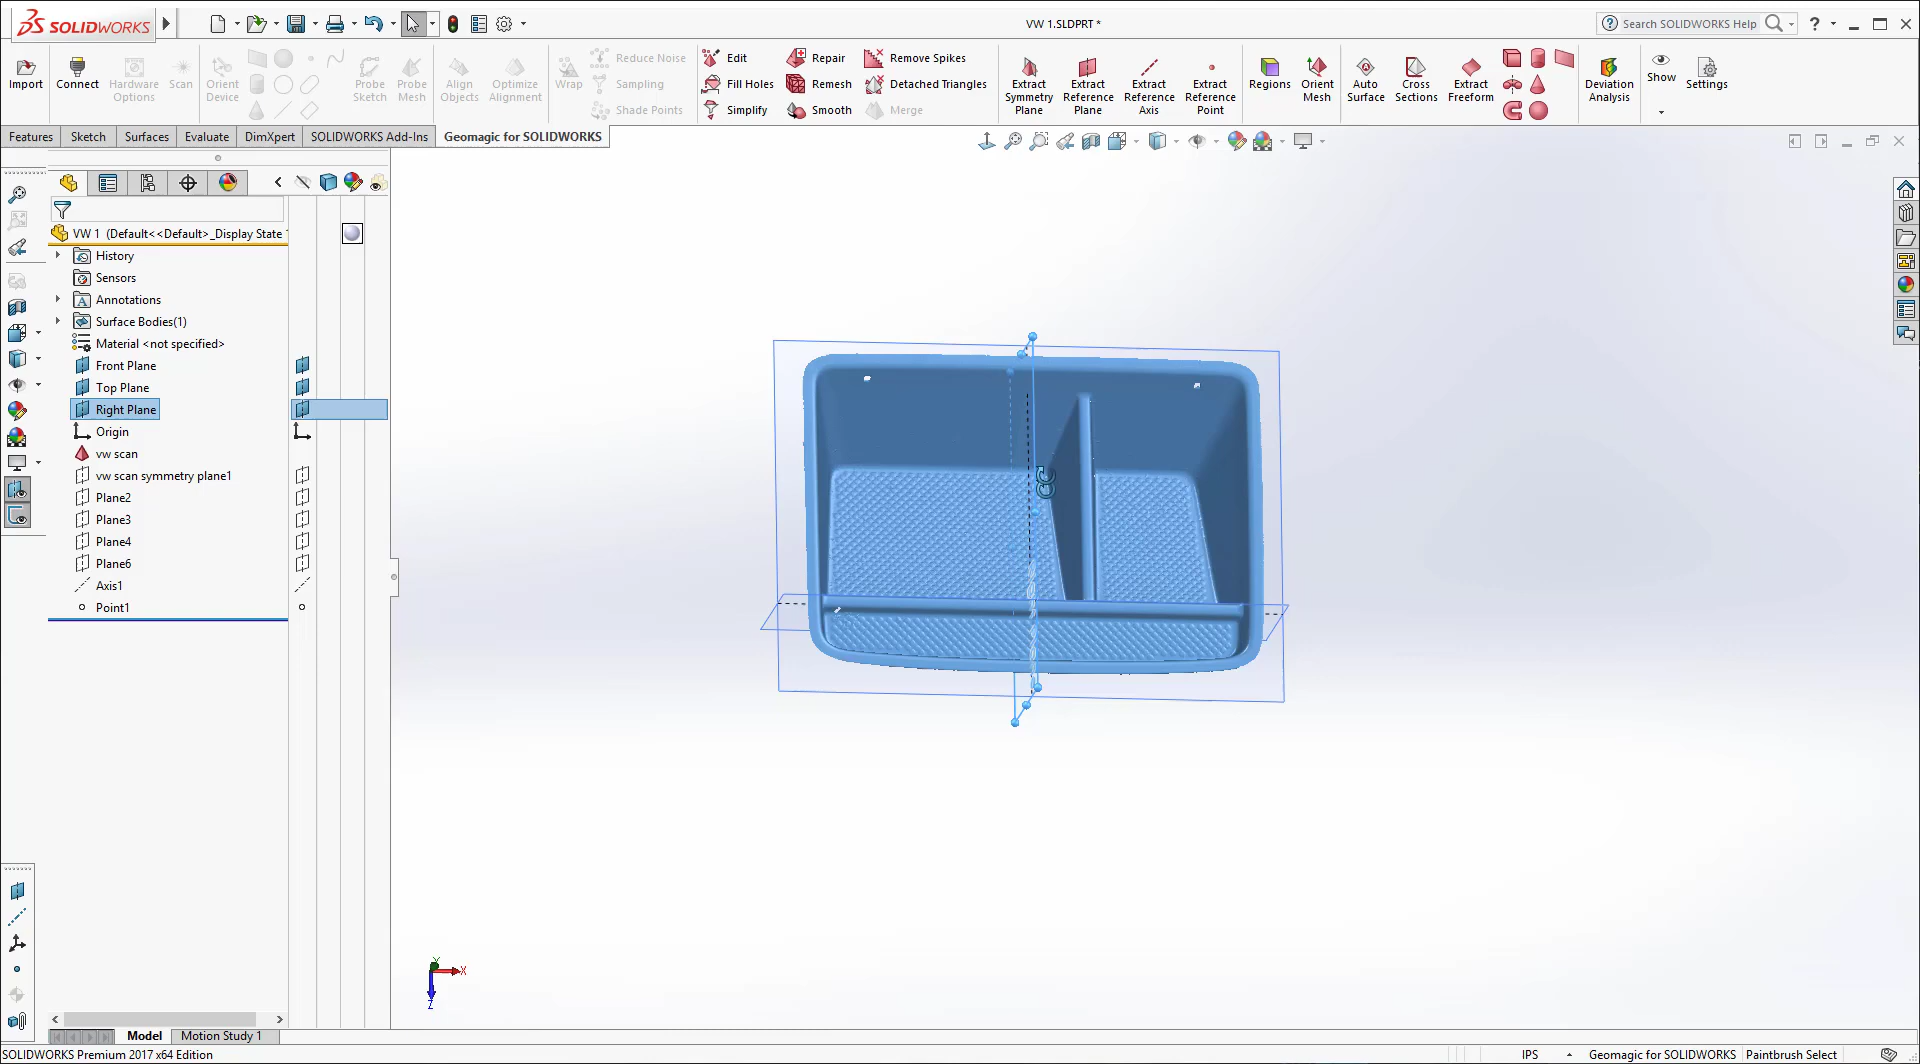 SOLIDWORKS
VW 1.SLDPRT *
Search SOLIDWORKS Help
Import
Connect
Hardware Options
Scan
Orient Device
Probe Sketch
Probe Mesh
Align Objects
Optimize Alignment
Wrap
Reduce Noise
Sampling
Shade Points
Edit
Fill Holes
Simplify
Repair
Remesh
Smooth
Remove Spikes
Detached Triangles
Merge
Extract Symmetry Plane
Extract Reference Plane
Extract Reference Axis
Extract Reference Point
Regions
Orient Mesh
Auto Surface
Cross Sections
Extract Freeform
Deviation Analysis
Show
Settings
Features
Sketch
Surfaces
Evaluate
DimXpert
SOLIDWORKS Add-Ins
Geomagic for SOLIDWORKS
VW 1 (Default<<Default>_Display State
History
Sensors
Annotations
Surface Bodies(1)
Material <not specified>
Front Plane
Top Plane
Right Plane
Origin
vw scan
vw scan symmetry plane1
Plane2
Plane3
Plane4
Plane6
Axis1
Point1
Y
X
Z
Model
Motion Study 1
SOLIDWORKS Premium 2017 x64 Edition
IPS
Geomagic for SOLIDWORKS
Paintbrush Select